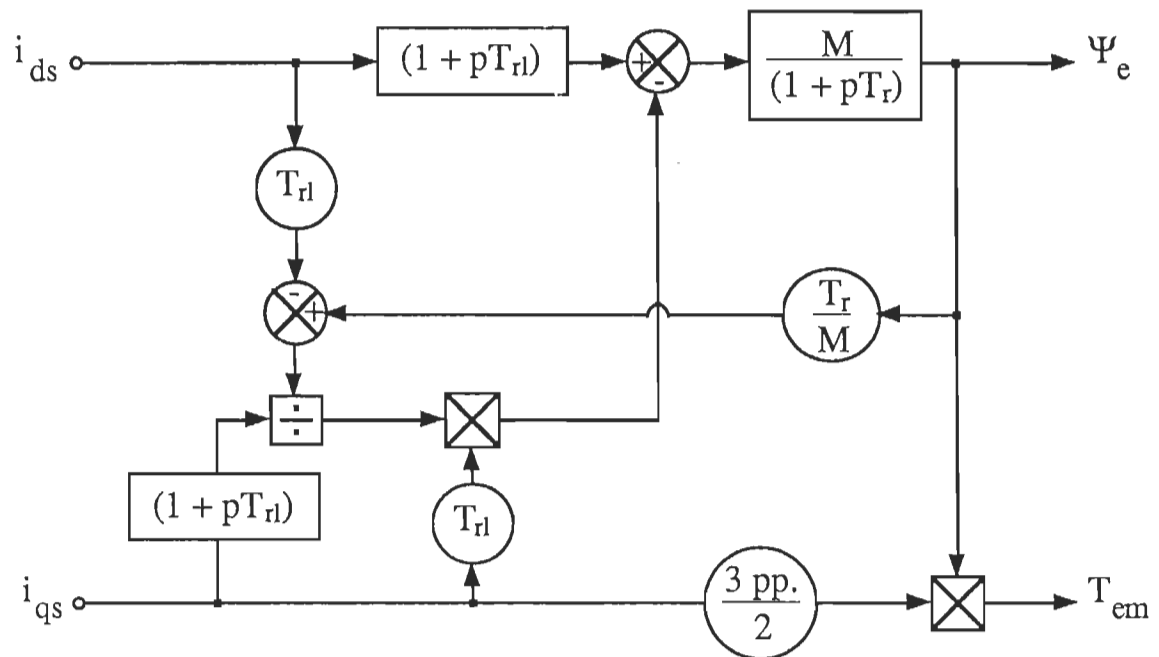 i_ds
(1 + pT_rl)
+
-
M
(1 + pT_r)
Ψ_e
T_rl
-
+
T_r
M
÷
(1 + pT_rl)
T_rl
i_qs
3 pp.
2
T_em